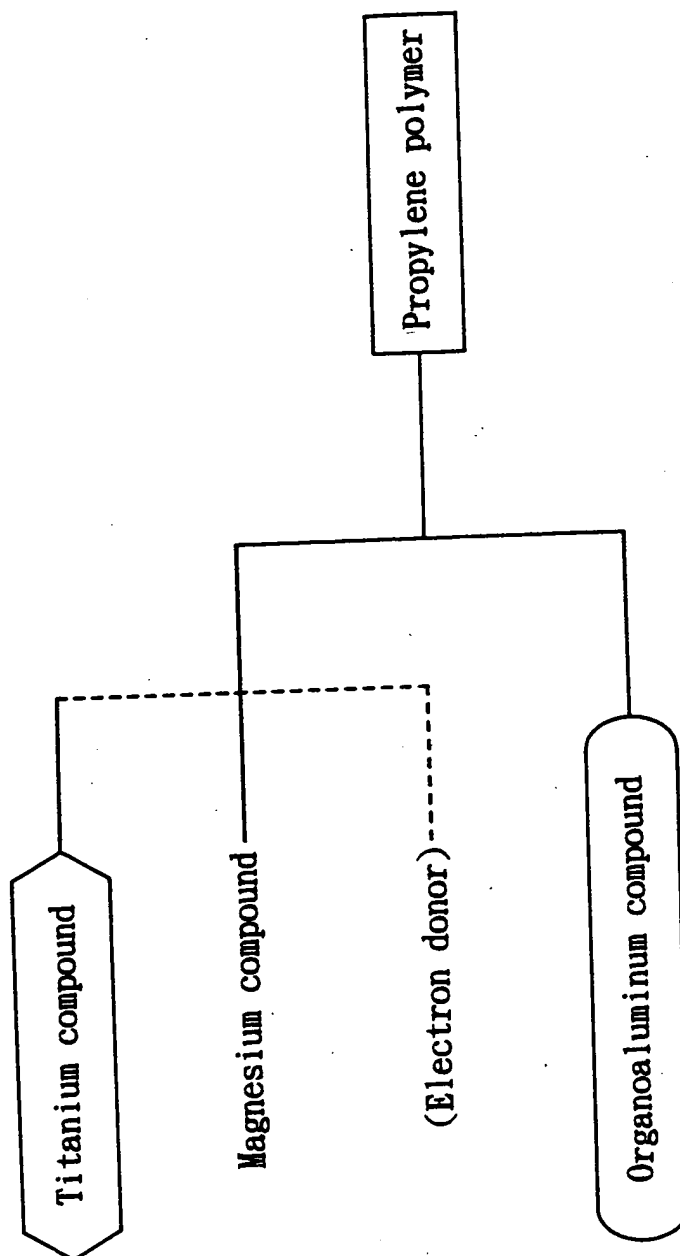 Titanium compound
Magnesium compound
(Electron donor)
Organoaluminum compound
Propylene polymer